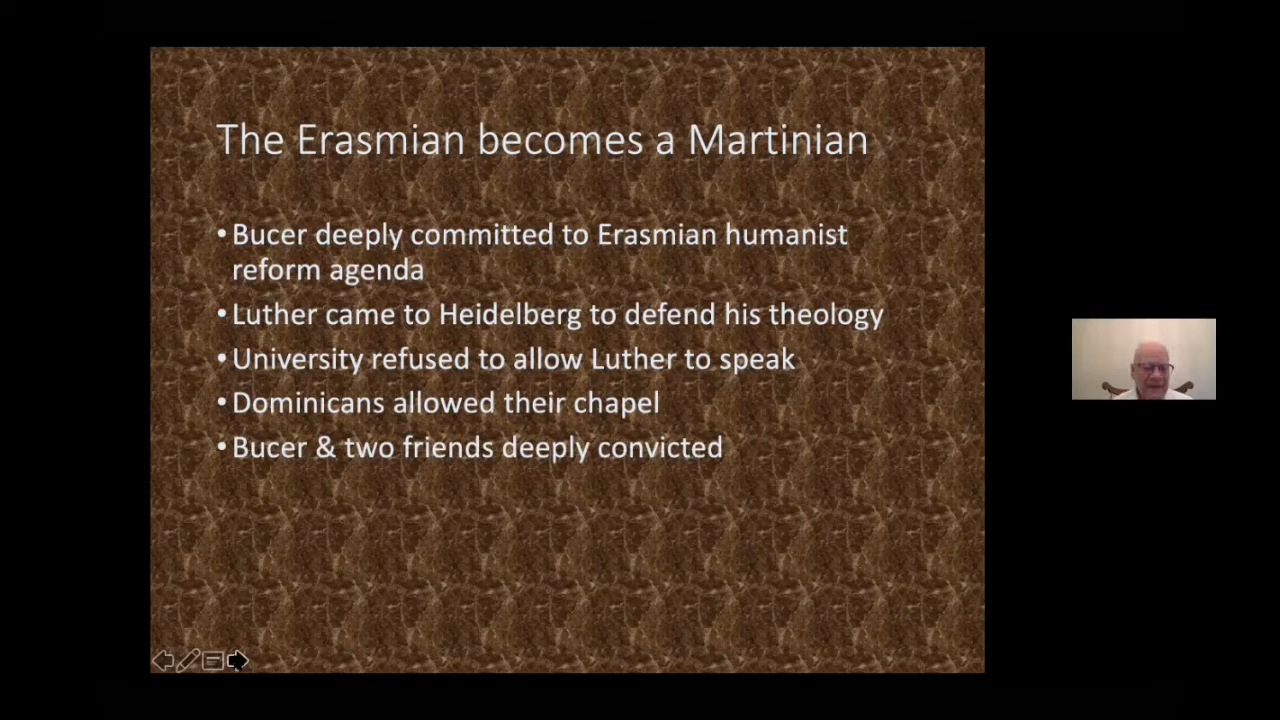 The Erasmian becomes a Martinian
• Bucer deeply committed to Erasmian humanist
reform agenda
• Luther came to Heidelberg to defend his theology
• University refused to allow Luther to speak
• Dominicans allowed their chapel
• Bucer & two friends deeply convicted